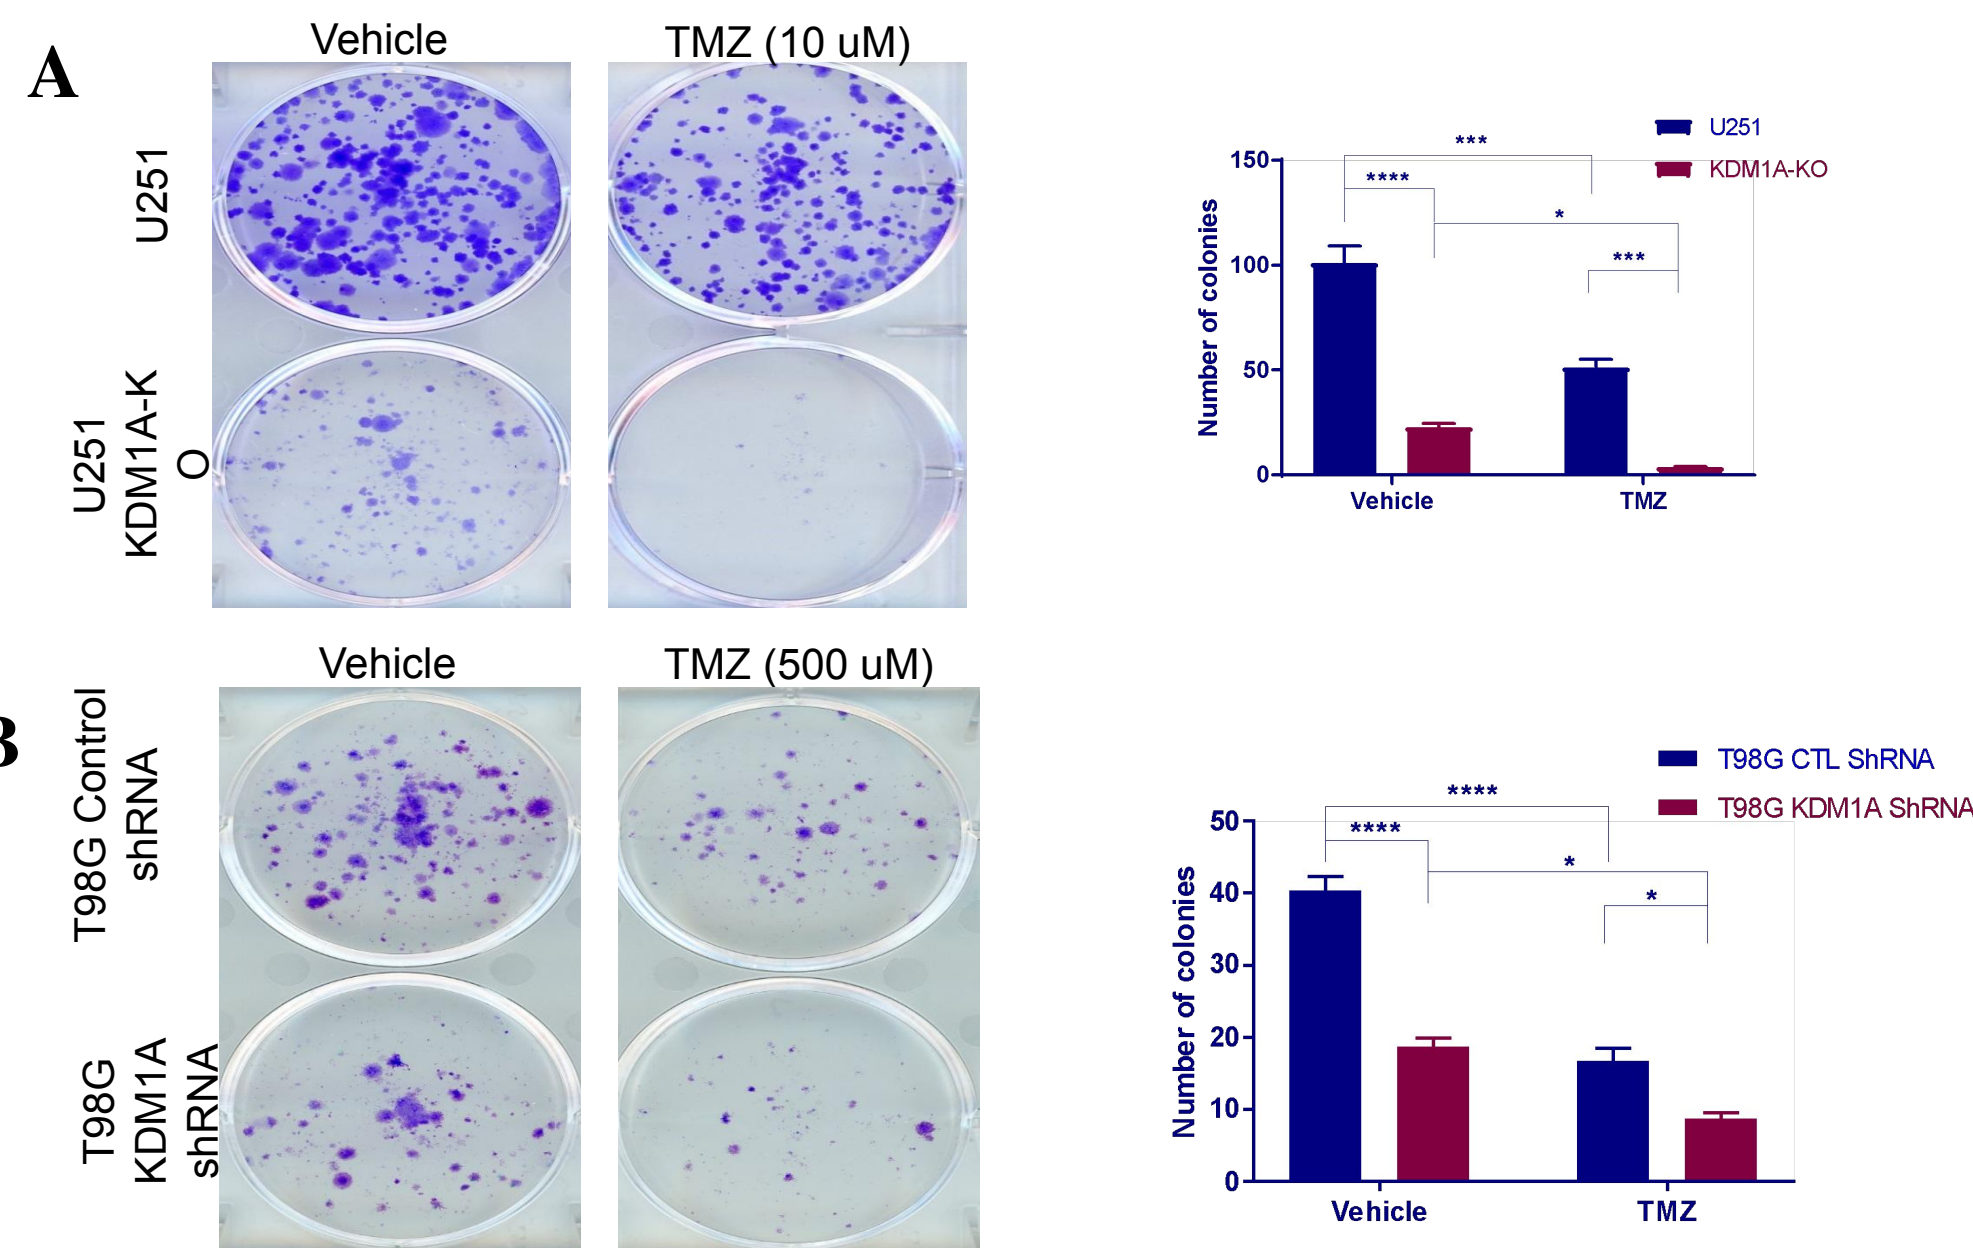 A
Vehicle
TMZ (10 uM)
U251
U251
KDM1A-K
O
***
****
*
***
U251
KDM1A-KO
Number of colonies
150
100
50
0
Vehicle
TMZ
B
Vehicle
TMZ (500 uM)
T98G Control
shRNA
T98G
KDM1A
shRNA
T98G CTL ShRNA
T98G KDM1A ShRNA
****
****
*
*
Number of colonies
50
40
30
20
10
0
Vehicle
TMZ